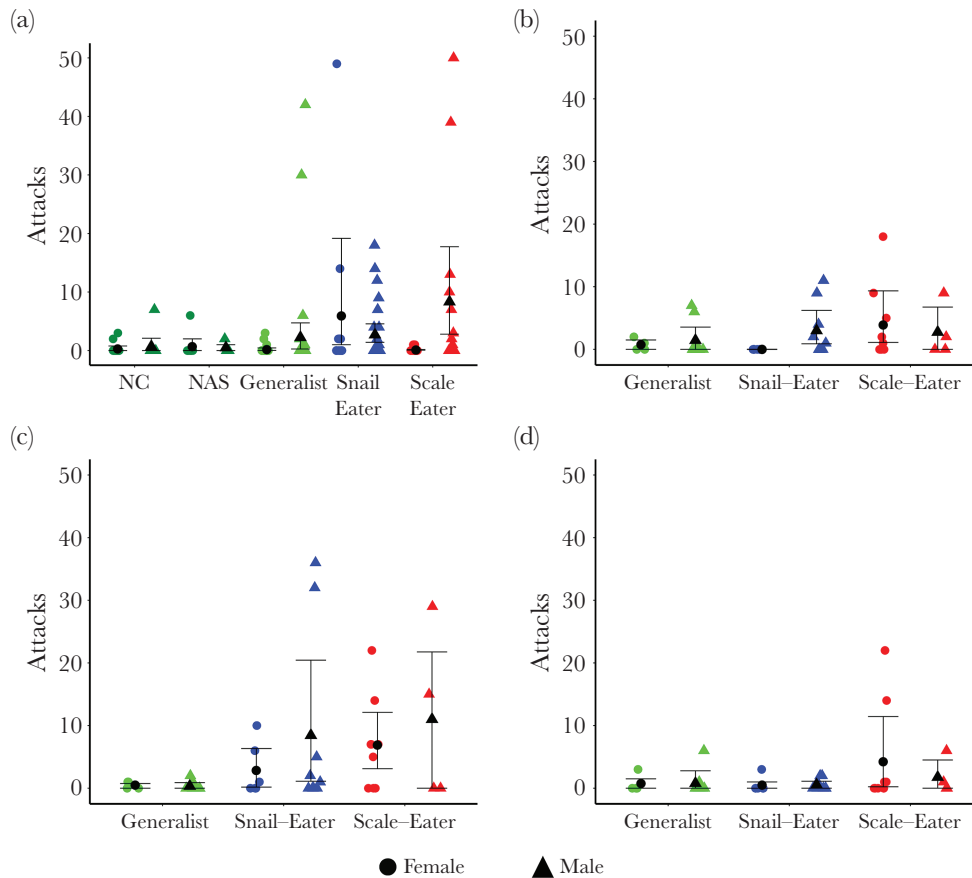 (a)
50
40
30
20
10
0
Attacks
NC
NAS
Generalist
Snail
Eater
Scale
Eater
(b)
50
40
30
20
10
0
Attacks
Generalist
Snail–Eater
Scale–Eater
(c)
50
40
30
20
10
0
Attacks
Generalist
Snail–Eater
Scale–Eater
(d)
50
40
30
20
10
0
Attacks
Generalist
Snail–Eater
Scale–Eater
Female
Male